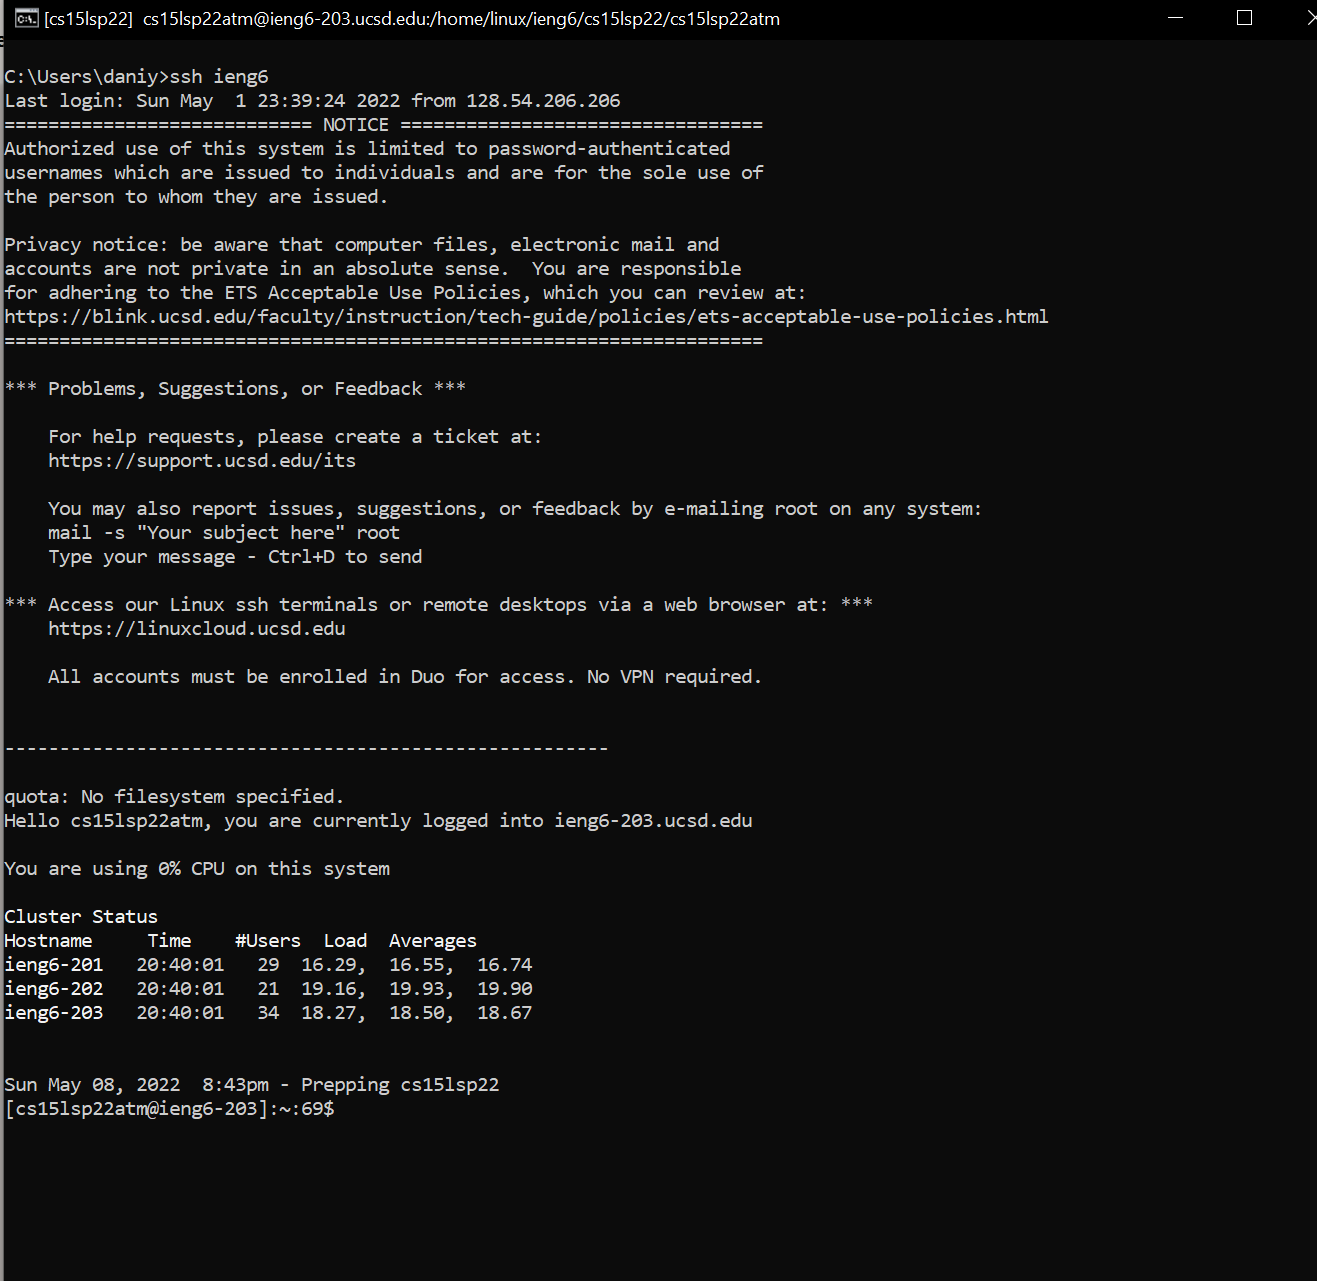 [cs15lsp22] cs15lsp22atm@ieng6-203.ucsd.edu:/home/linux/ieng6/cs15lsp22/cs15lsp22atm
C:\Users\daniy>ssh ieng6
Last login: Sun May  1 23:39:24 2022 from 128.54.206.206
============================ NOTICE =================================
Authorized use of this system is limited to password-authenticated
usernames which are issued to individuals and are for the sole use of
the person to whom they are issued.
Privacy notice: be aware that computer files, electronic mail and
accounts are not private in an absolute sense.  You are responsible
for adhering to the ETS Acceptable Use Policies, which you can review at:
https://blink.ucsd.edu/faculty/instruction/tech-guide/policies/ets-acceptable-use-policies.html
=====================================================================
*** Problems, Suggestions, or Feedback ***
    For help requests, please create a ticket at:
    https://support.ucsd.edu/its
    You may also report issues, suggestions, or feedback by e-mailing root on any system:
    mail -s "Your subject here" root
    Type your message - Ctrl+D to send
*** Access our Linux ssh terminals or remote desktops via a web browser at: ***
    https://linuxcloud.ucsd.edu
    All accounts must be enrolled in Duo for access. No VPN required.
-------------------------------------------------------
quota: No filesystem specified.
Hello cs15lsp22atm, you are currently logged into ieng6-203.ucsd.edu
You are using 0% CPU on this system
Cluster Status
Hostname     Time    #Users  Load  Averages
ieng6-201   20:40:01   29  16.29,  16.55,  16.74
ieng6-202   20:40:01   21  19.16,  19.93,  19.90
ieng6-203   20:40:01   34  18.27,  18.50,  18.67
Sun May 08, 2022  8:43pm - Prepping cs15lsp22
[cs15lsp22atm@ieng6-203]:~:69$